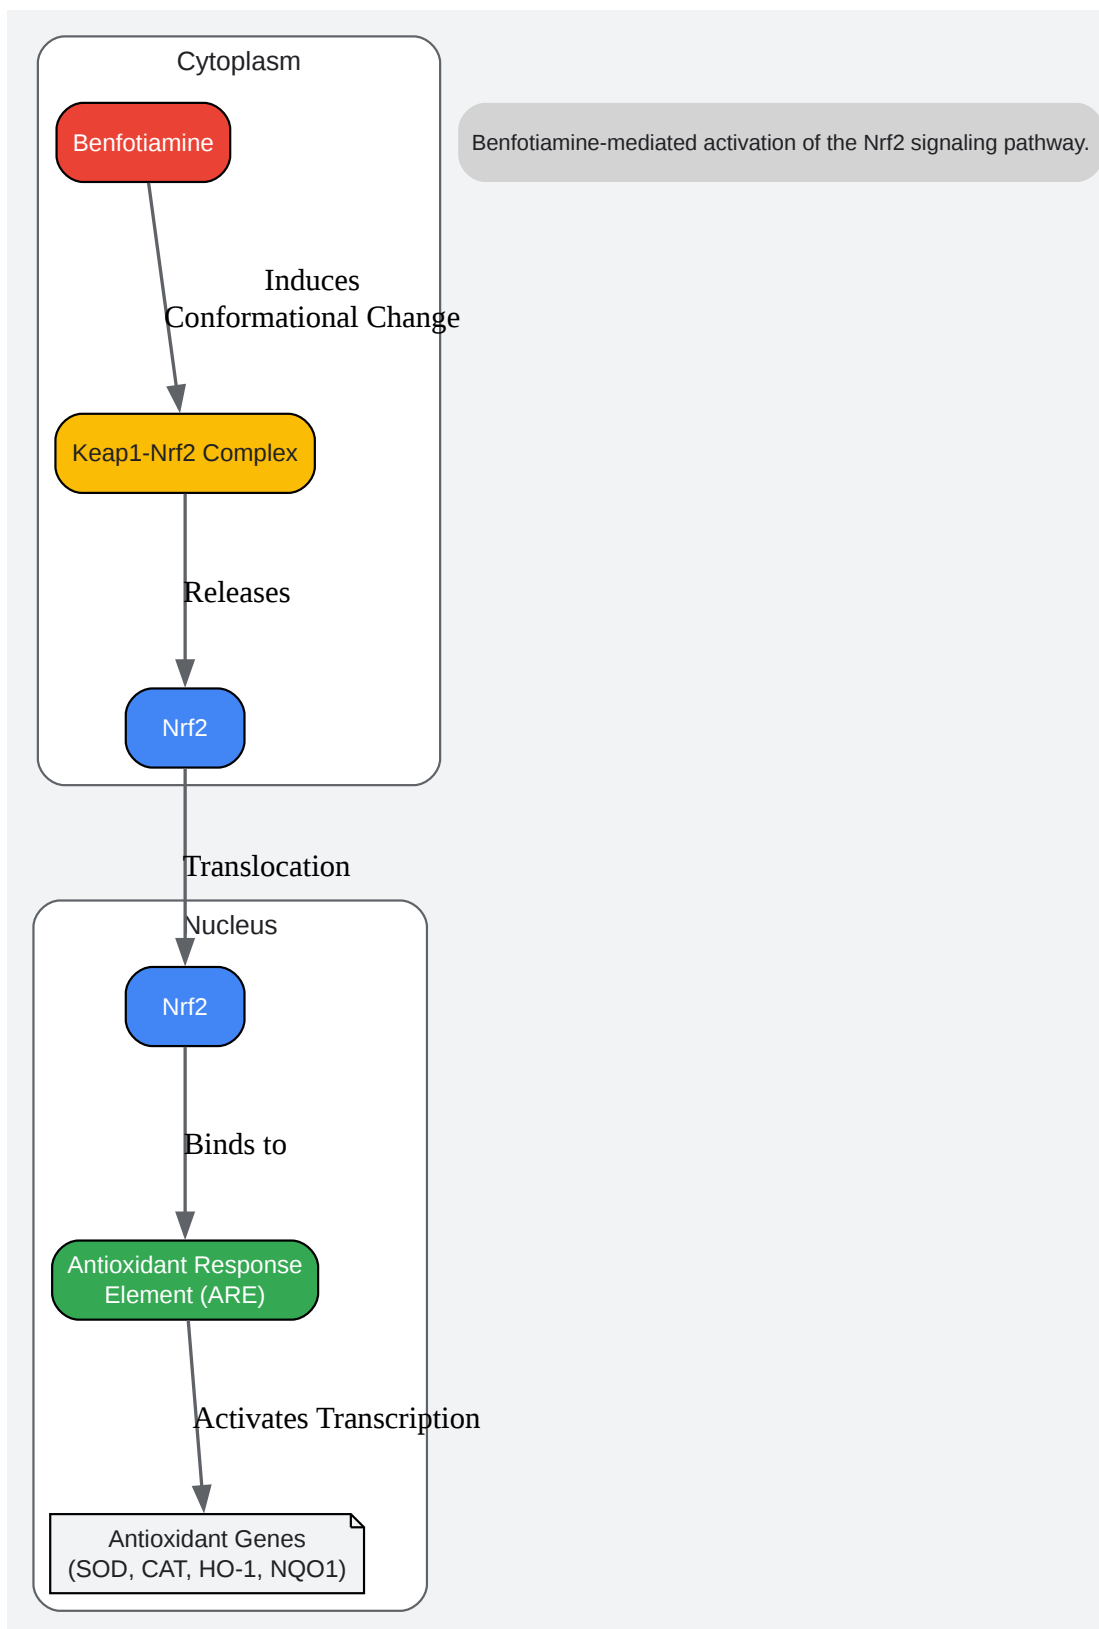 Cytoplasm
Benfotiamine
Benfotiamine-mediated activation of the Nrf2 signaling pathway.
Induces
Conformational Change
Keap1-Nrf2 Complex
Releases
Nrf2
Translocation
Nucleus
Nrf2
Binds to
Antioxidant Response
Element (ARE)
Activates Transcription
Antioxidant Genes
(SOD, CAT, HO-1, NQO1)